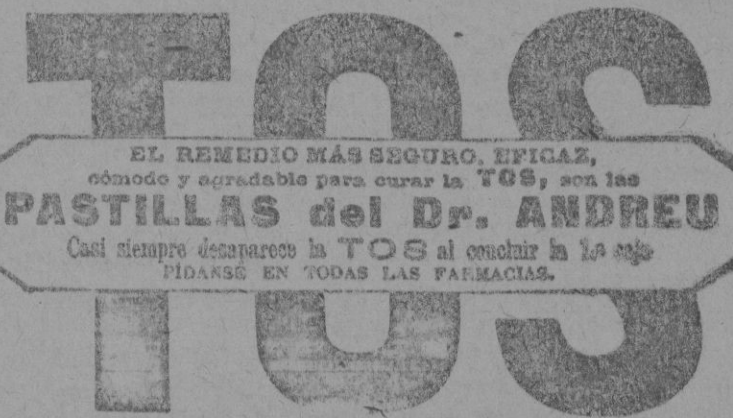 TOS
EL REMEDIO MÁS SEGURO, EFICAZ,
cómodo y agradable para curar la TOS, son las
PASTILLAS del Dr. ANDREU
Casi siempre desaparece la TOS al concluir la 1.ª caja
PÍDANSE EN TODAS LAS FARMACIAS.